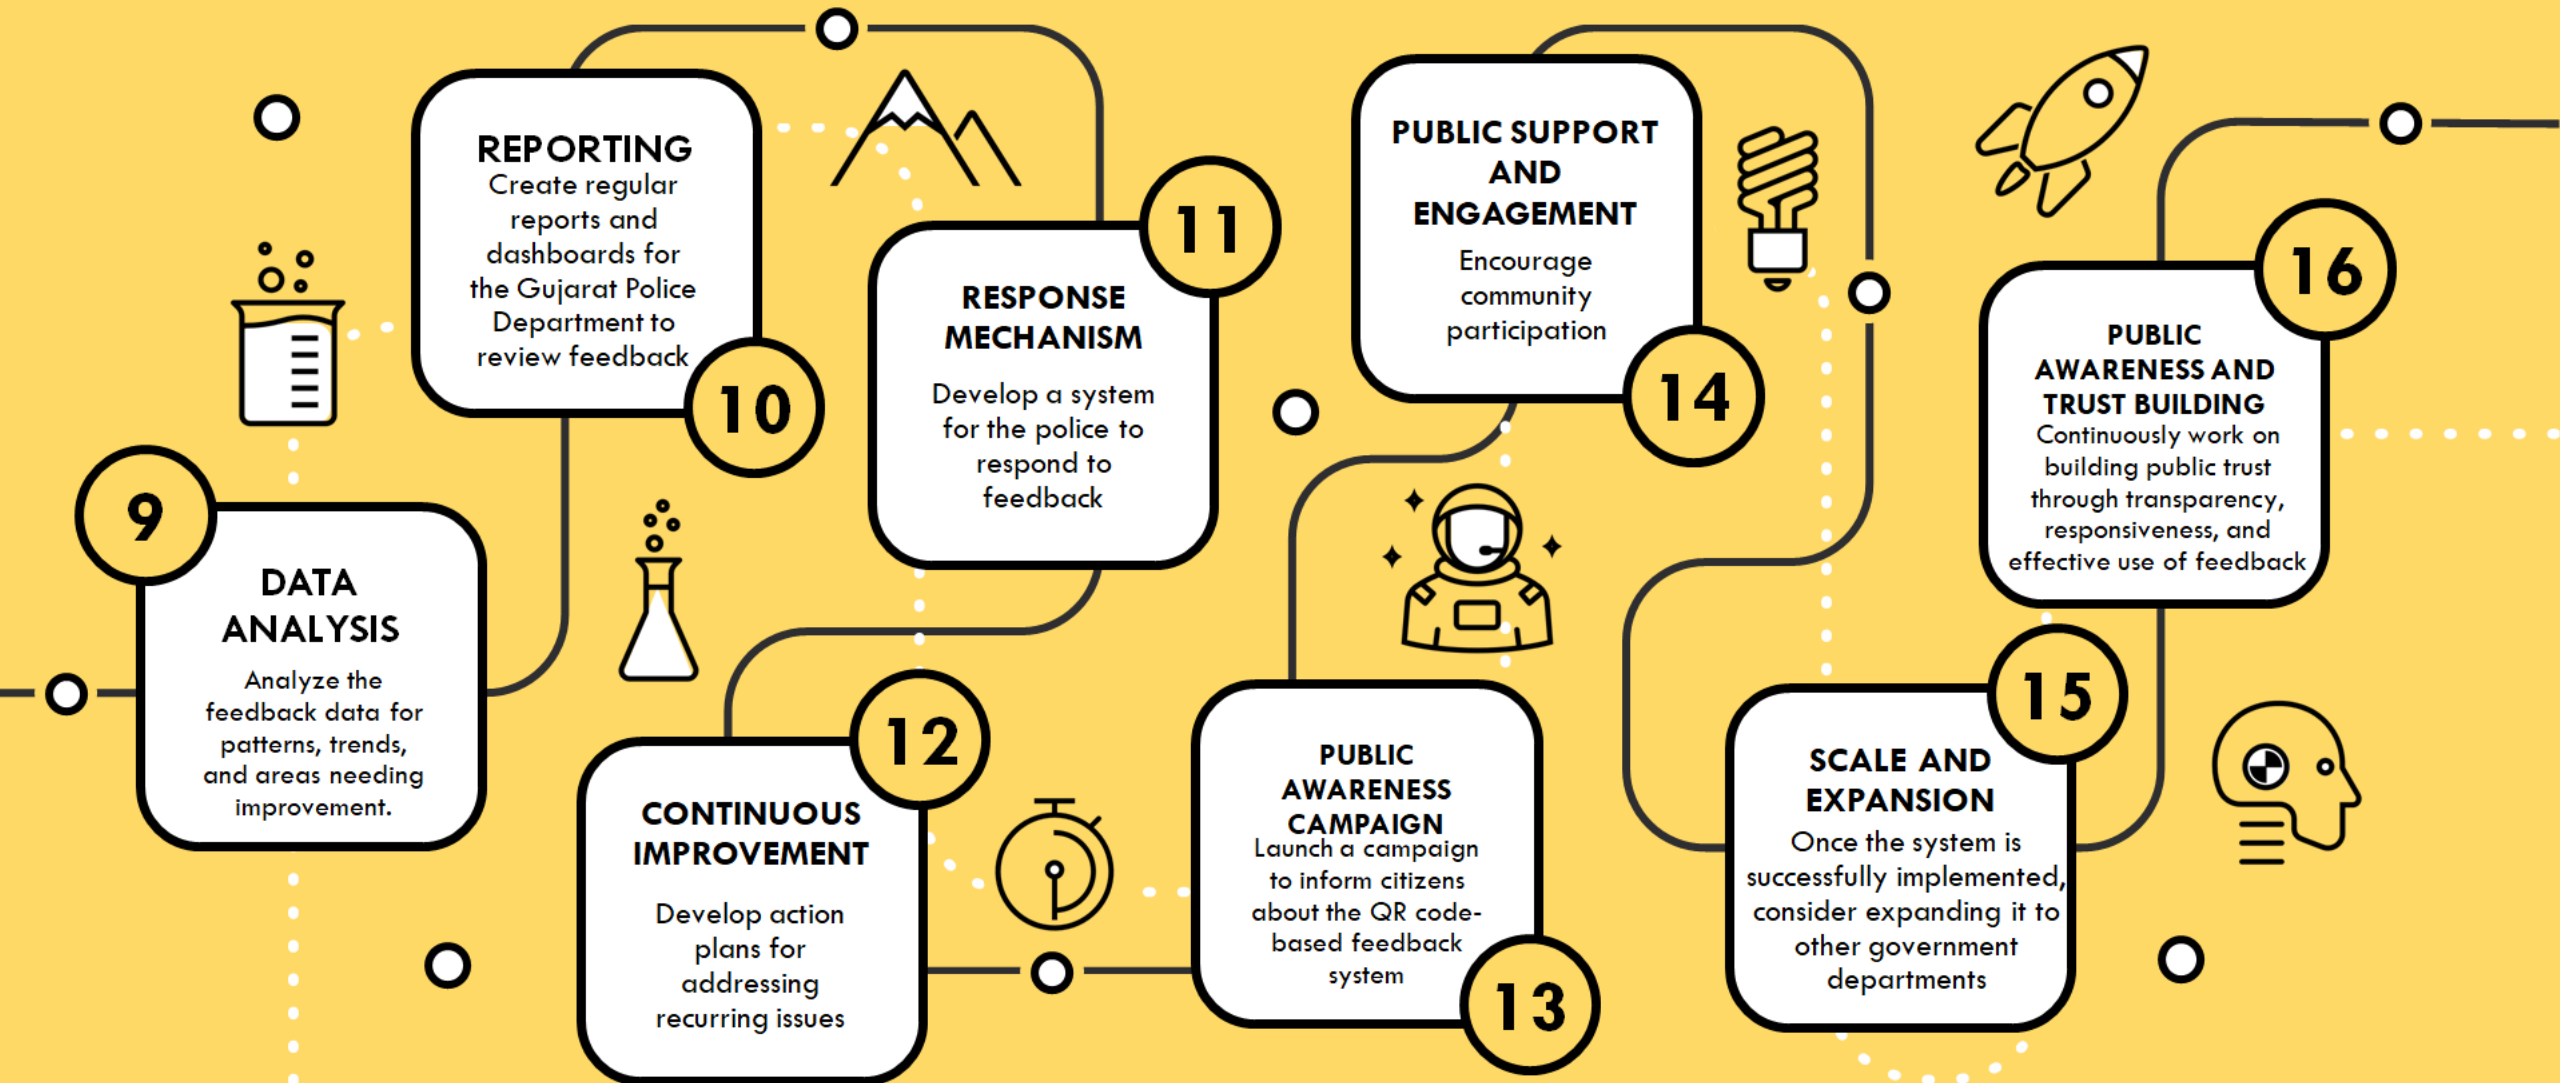 9
DATA
ANALYSIS
Analyze the
feedback data for
patterns, trends,
and areas needing
improvement.
REPORTING
Create regular
reports and
dashboards for
the Gujarat Police
Department to
review feedback
10
11
RESPONSE
MECHANISM
Develop a system
for the police to
respond to
feedback
12
CONTINUOUS
IMPROVEMENT
Develop action
plans for
addressing
recurring issues
PUBLIC
AWARENESS
CAMPAIGN
Launch a campaign
to inform citizens
about the QR code-
based feedback
system
13
PUBLIC SUPPORT
AND
ENGAGEMENT
Encourage
community
participation
14
15
SCALE AND
EXPANSION
Once the system is
successfully implemented,
consider expanding it to
other government
departments
16
PUBLIC
AWARENESS AND
TRUST BUILDING
Continuously work on
building public trust
through transparency,
responsiveness, and
effective use of feedback